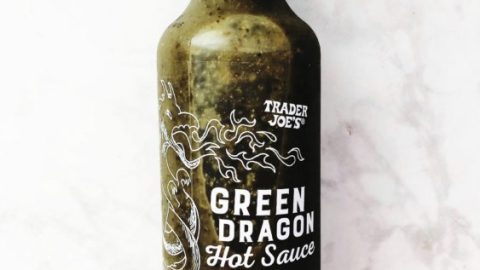 TRADER
JOE'S®
GREEN
DRAGON
Hot Sauce